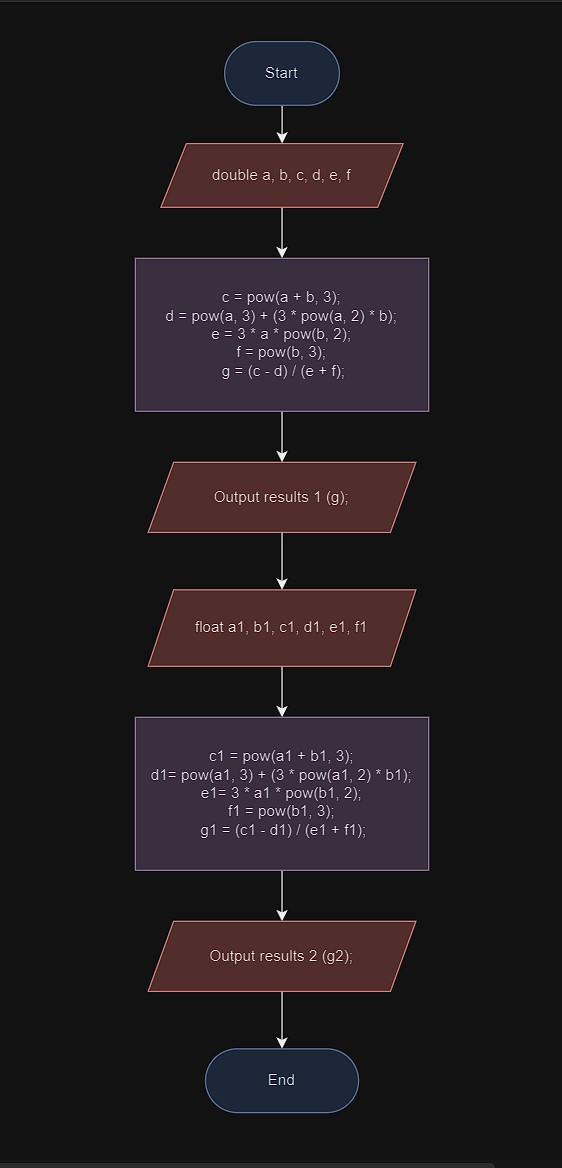 Start
double a, b, c, d, e, f
c = pow(a + b, 3);
d = pow(a, 3) + (3 * pow(a, 2) * b);
e = 3 * a * pow(b, 2);
f = pow(b, 3);
g = (c - d) / (e + f);
Output results 1 (g);
float a1, b1, c1, d1, e1, f1
c1 = pow(a1 + b1, 3);
d1= pow(a1, 3) + (3 * pow(a1, 2) * b1);
e1= 3 * a1 * pow(b1, 2);
f1 = pow(b1, 3);
g1 = (c1 - d1) / (e1 + f1);
Output results 2 (g2);
End